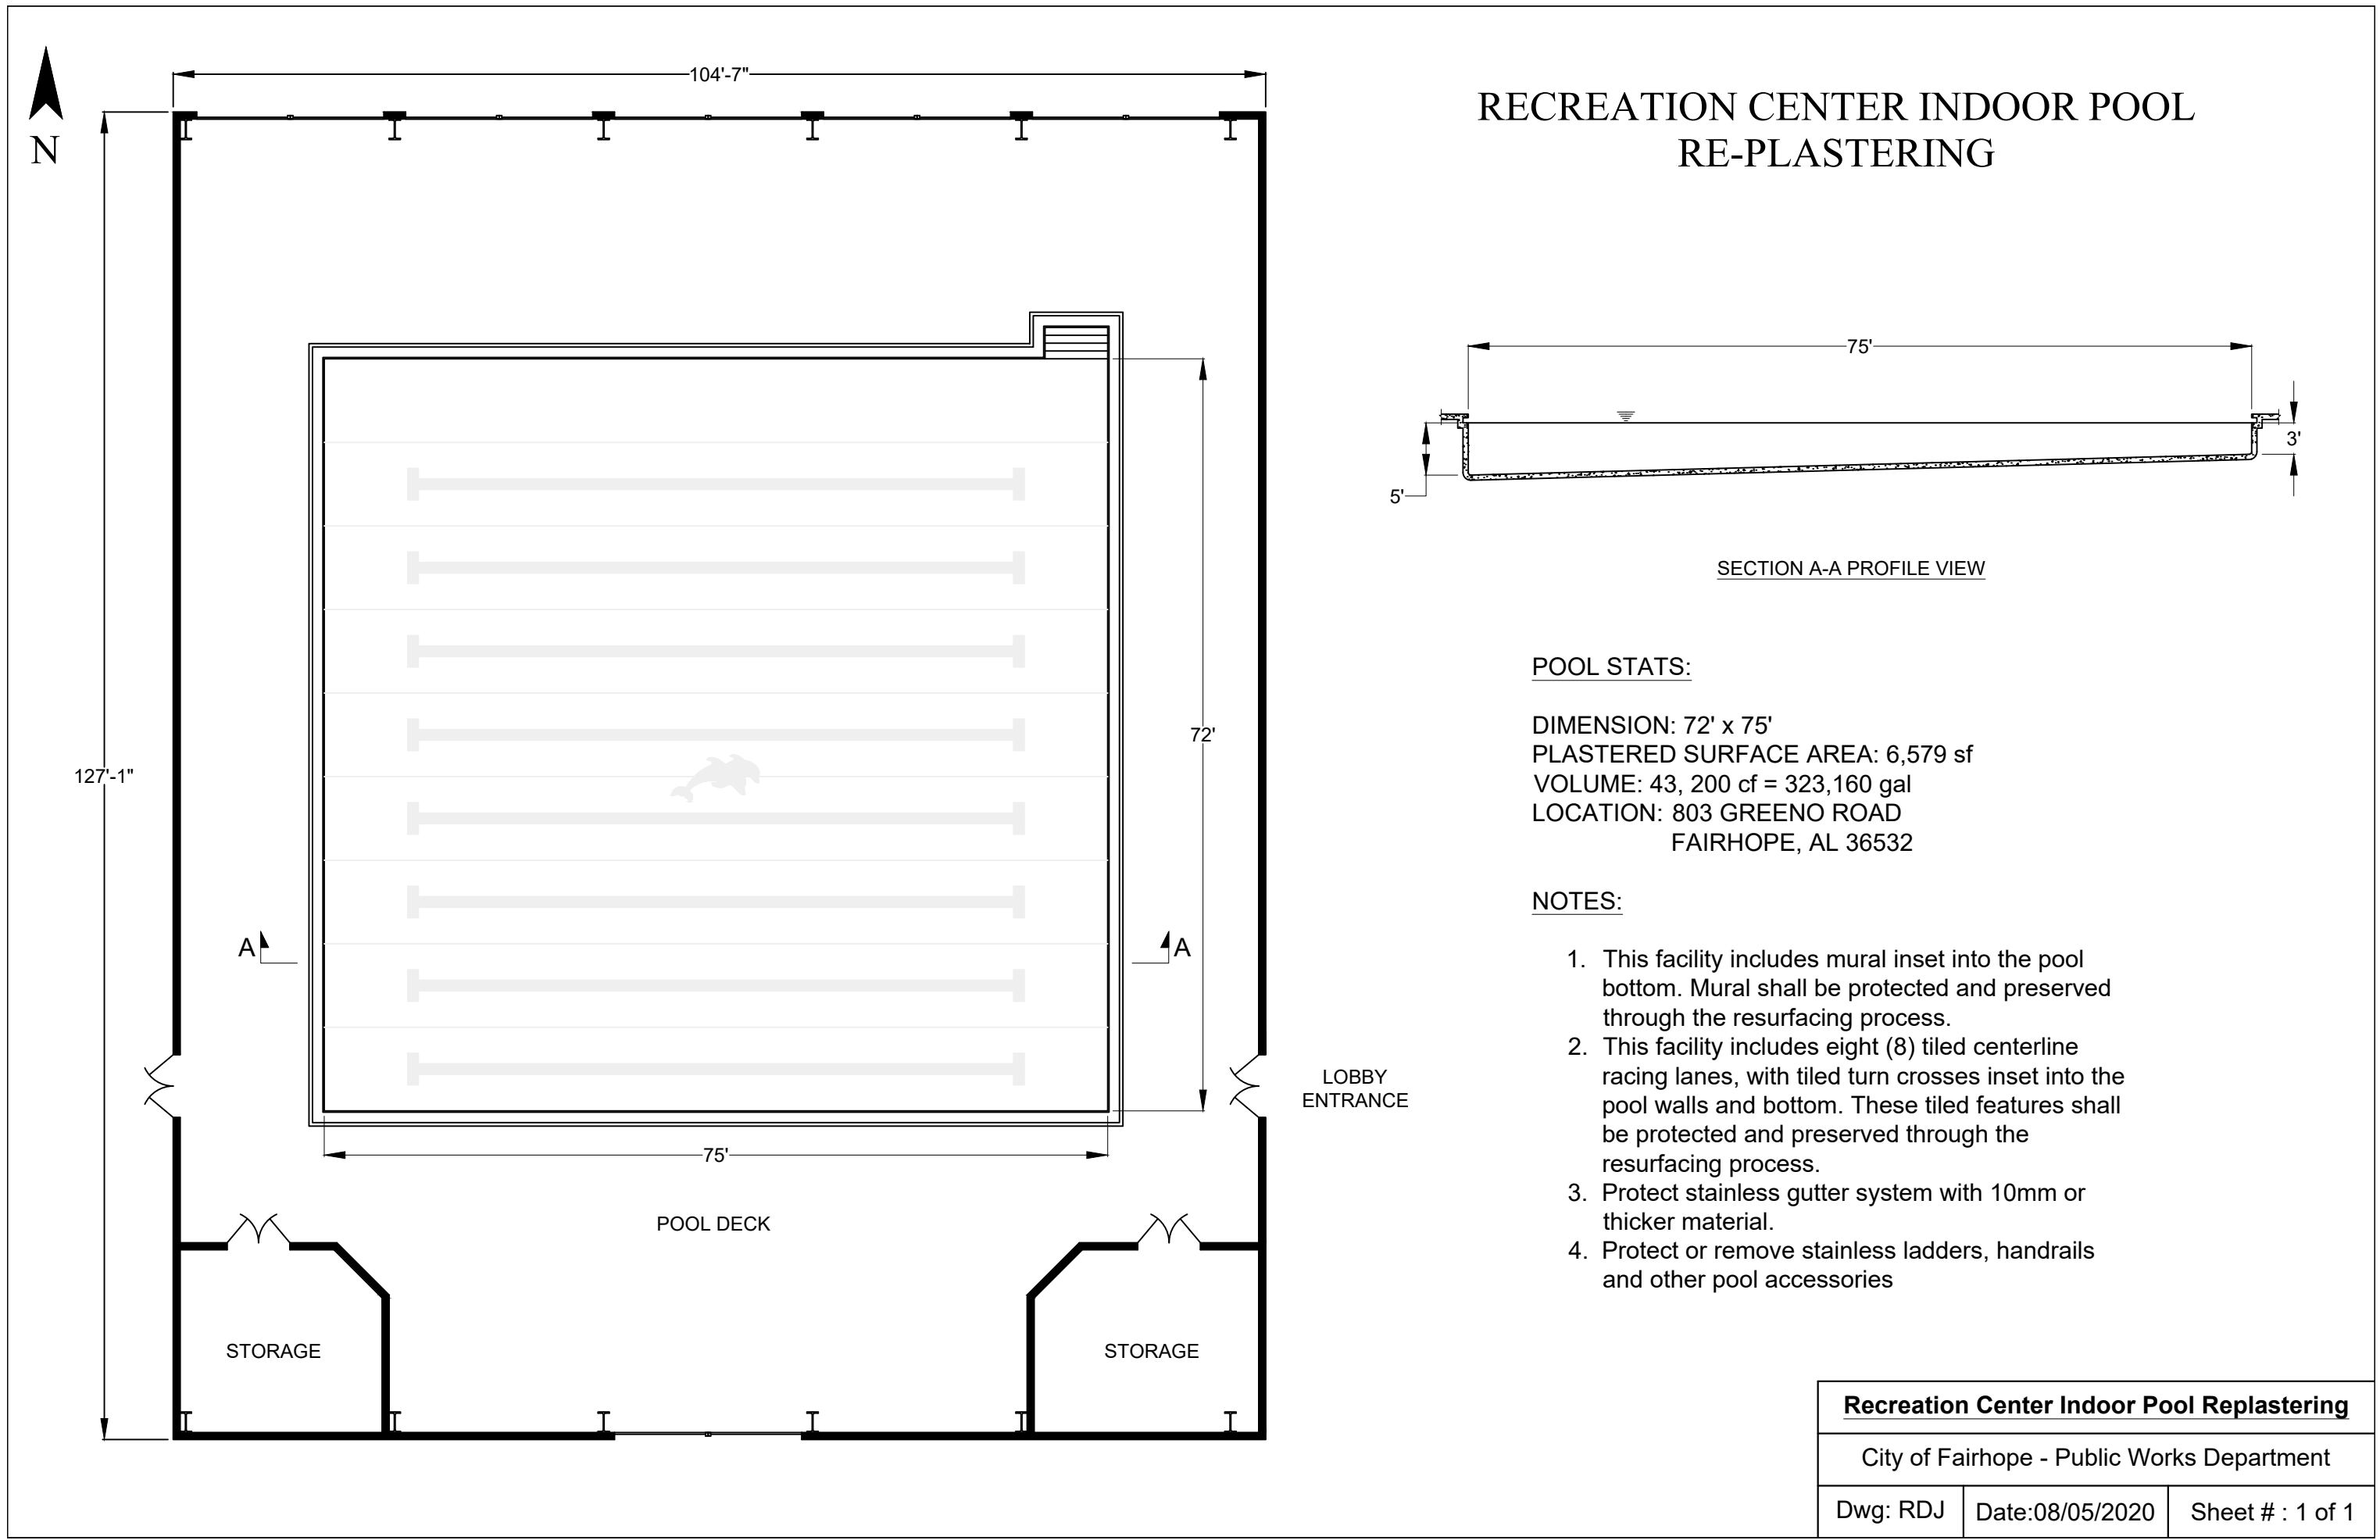 N
104'-7"
127'-1"
72'
75'
A
A
LOBBY
ENTRANCE
POOL DECK
STORAGE
STORAGE
RECREATION CENTER INDOOR POOL
RE-PLASTERING
75'
3'
5'
SECTION A-A PROFILE VIEW
POOL STATS:
DIMENSION: 72' x 75'
PLASTERED SURFACE AREA: 6,579 sf
VOLUME: 43, 200 cf = 323,160 gal
LOCATION: 803 GREENO ROAD
FAIRHOPE, AL 36532
NOTES:
1. This facility includes mural inset into the pool
bottom. Mural shall be protected and preserved
through the resurfacing process.
2. This facility includes eight (8) tiled centerline
racing lanes, with tiled turn crosses inset into the
pool walls and bottom. These tiled features shall
be protected and preserved through the
resurfacing process.
3. Protect stainless gutter system with 10mm or
thicker material.
4. Protect or remove stainless ladders, handrails
and other pool accessories
Recreation Center Indoor Pool Replastering
City of Fairhope - Public Works Department
Dwg: RDJ
Date:08/05/2020
Sheet # : 1 of 1